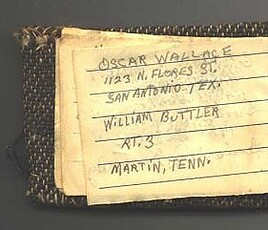 OSCAR WALLACE
1123 N. FLORES ST.
SAN ANTONIO TEX.
WILLIAM BUTTLER
RT. 3
MARTIN, TENN.